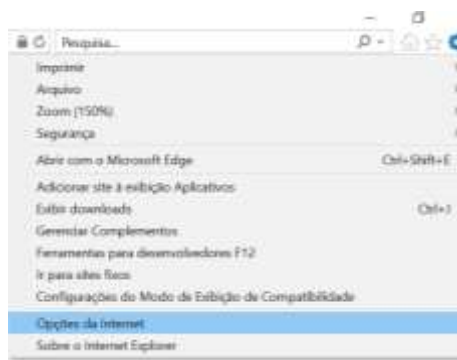 Pesquisa...
Imprimir
Arquivo
Zoom (150%)
Segurança
Abrir com o Microsoft Edge Ctrl+Shift+E
Adicionar site à exibição Aplicativos
Exibir downloads Ctrl+J
Gerenciar Complementos
Ferramentas para desenvolvedores F12
Ir para sites fixos
Configurações do Modo de Exibição de Compatibilidade
Opções da Internet
Sobre o Internet Explorer